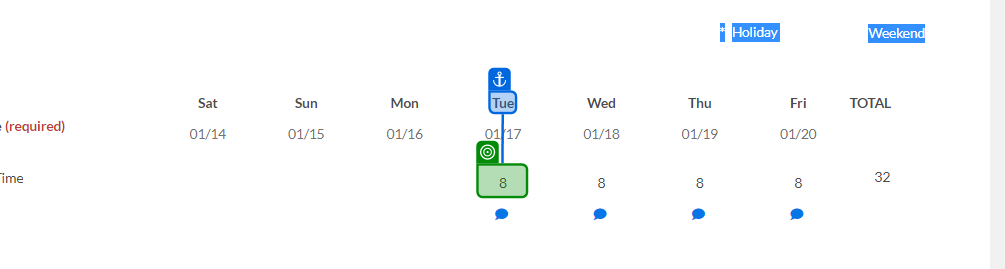 * Holiday Weekend
Sat Sun Mon Tue Wed Thu Fri TOTAL
(required) 01/14 01/15 01/16 01/17 01/18 01/19 01/20
Time 8 8 8 8 32